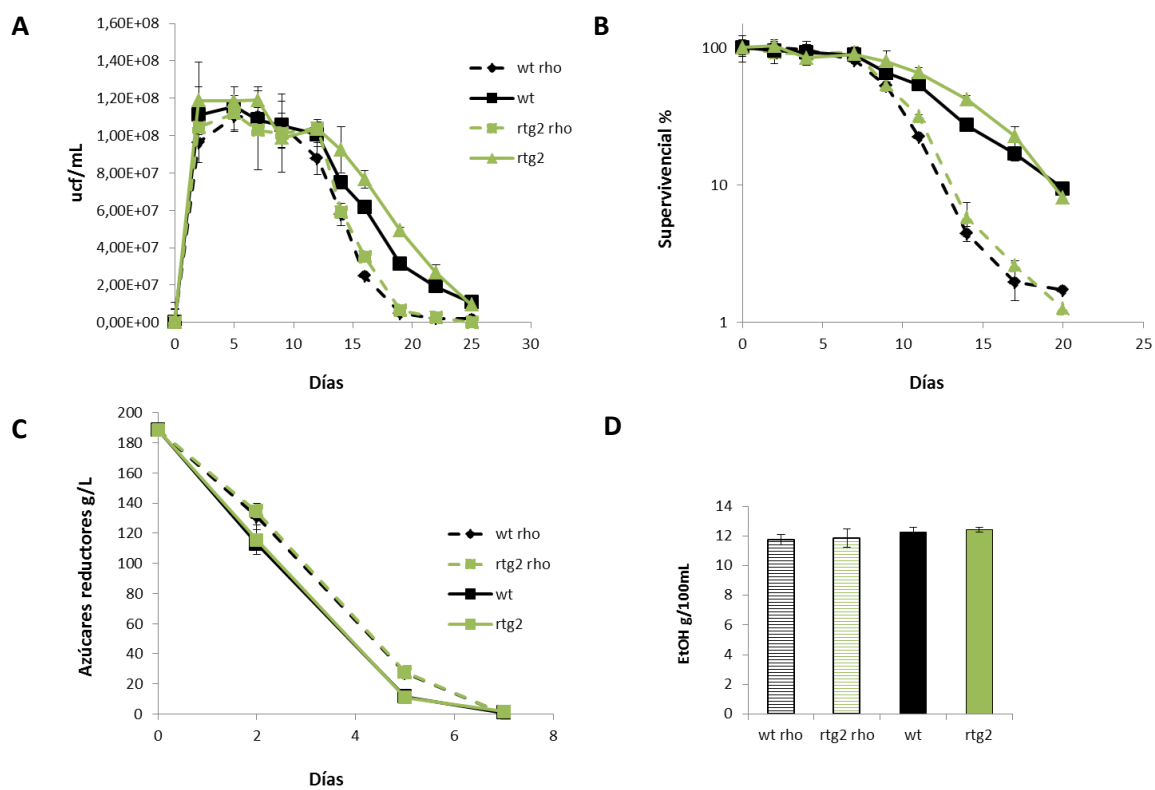 A
1,60E+08
1,40E+08
1,20E+08
1,00E+08
8,00E+07
6,00E+07
4,00E+07
2,00E+07
0,00E+00
ucf/mL
0 5 10 15 20 25 30
Días
wt rho
wt
rtg2 rho
rtg2
B
100
10
1
Supervivencial %
0 5 10 15 20 25
Días
C
200
180
160
140
120
100
80
60
40
20
0
Azúcares reductores g/L
0 2 4 6 8
Días
wt rho
rtg2 rho
wt
rtg2
D
14
12
10
8
6
4
2
0
EtOH g/100mL
wt rho rtg2 rho wt rtg2